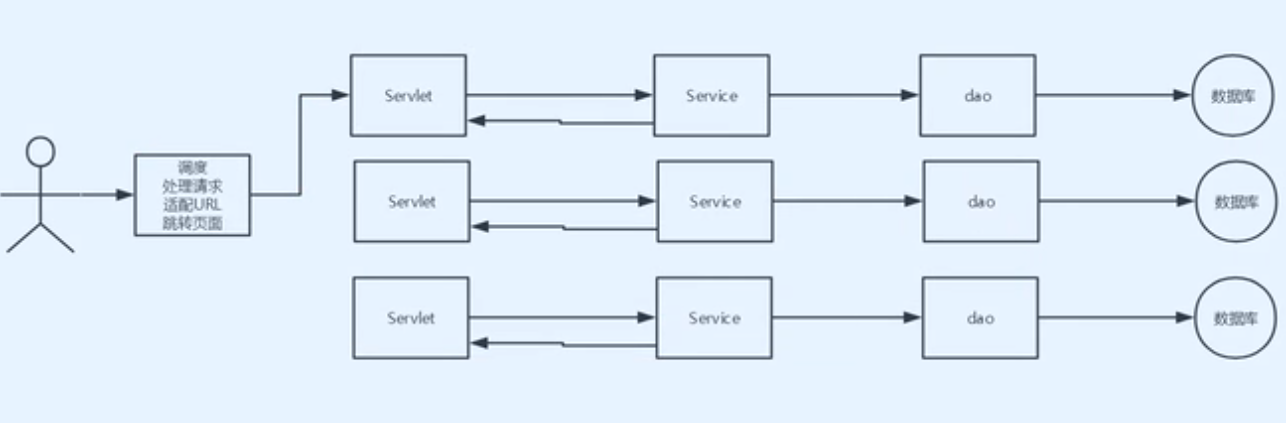 Servlet
Service
dao
数据库
调度
处理请求
适配URL
跳转页面
Servlet
Service
dao
数据库
Servlet
Service
dao
数据库